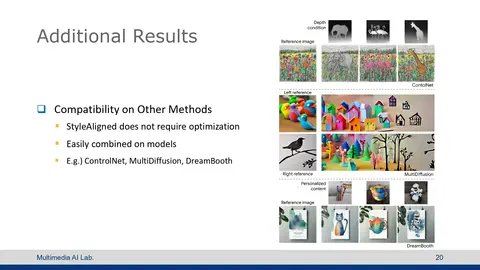 Additional Results
Compatibility on Other Methods
StyleAligned does not require optimization
Easily combined on models
E.g.) ControlNet, MultiDiffusion, DreamBooth
Depth
condition
Reference image
ControlNet
Left reference
Right reference
MultiDiffusion
Personalized
content
Reference image
DreamBooth
Multimedia AI Lab.
20